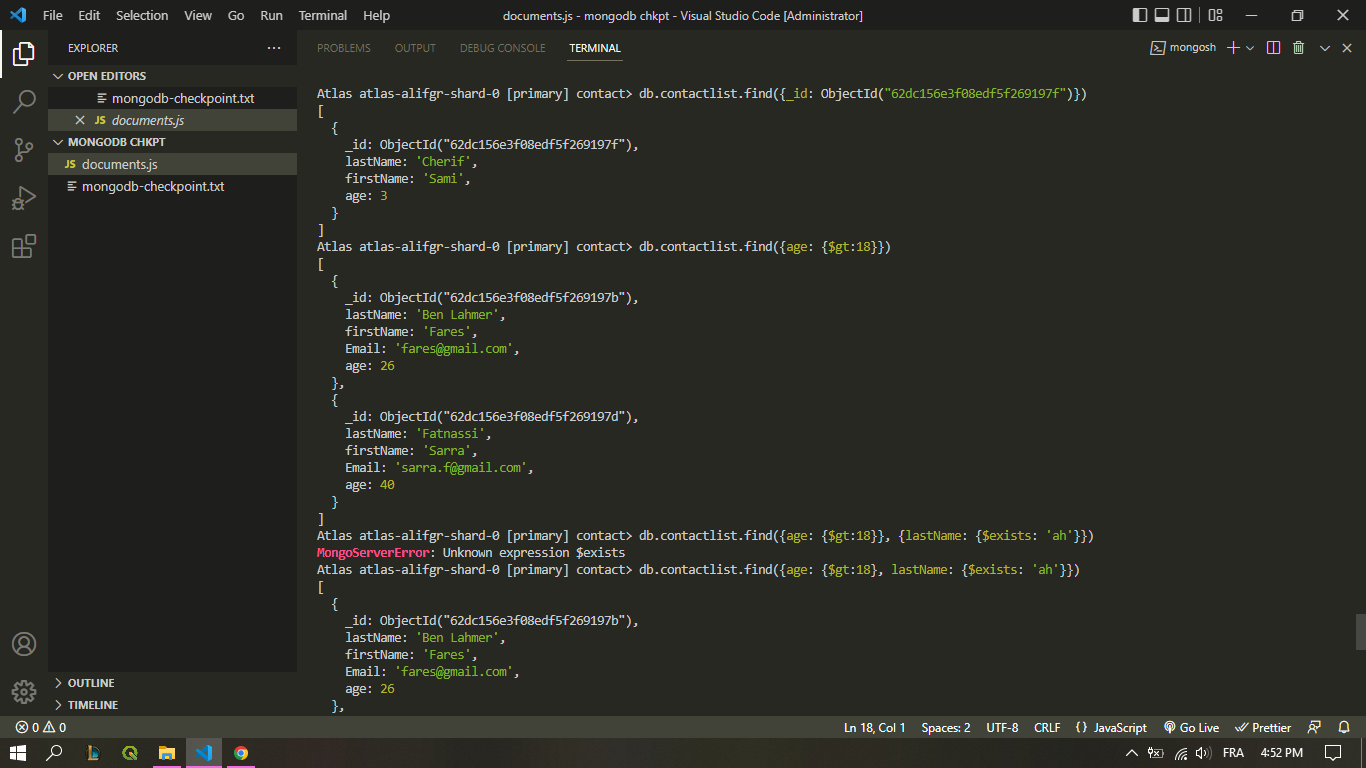 File Edit Selection View Go Run Terminal Help documents.js - mongodb chkpt - Visual Studio Code [Administrator]
EXPLORER
OPEN EDITORS
mongodb-checkpoint.txt
JS documents.js
MONGODB CHKPT
JS documents.js
mongodb-checkpoint.txt
OUTLINE
TIMELINE
PROBLEMS OUTPUT DEBUG CONSOLE TERMINAL mongosh
Atlas atlas-alifgr-shard-0 [primary] contact> db.contactlist.find({_id: ObjectId("62dc156e3f08edf5f269197f")})
[
{
_id: ObjectId("62dc156e3f08edf5f269197f"),
lastName: 'Cherif',
firstName: 'Sami',
age: 3
}
]
Atlas atlas-alifgr-shard-0 [primary] contact> db.contactlist.find({age: {$gt:18}})
[
{
_id: ObjectId("62dc156e3f08edf5f269197b"),
lastName: 'Ben Lahmer',
firstName: 'Fares',
Email: 'fares@gmail.com',
age: 26
},
{
_id: ObjectId("62dc156e3f08edf5f269197d"),
lastName: 'Fatnassi',
firstName: 'Sarra',
Email: 'sarra.f@gmail.com',
age: 40
}
]
Atlas atlas-alifgr-shard-0 [primary] contact> db.contactlist.find({age: {$gt:18}}, {lastName: {$exists: 'ah'}})
MongoServerError: Unknown expression $exists
Atlas atlas-alifgr-shard-0 [primary] contact> db.contactlist.find({age: {$gt:18}, lastName: {$exists: 'ah'}})
[
{
_id: ObjectId("62dc156e3f08edf5f269197b"),
lastName: 'Ben Lahmer',
firstName: 'Fares',
Email: 'fares@gmail.com',
age: 26
},
0 0 Ln 18, Col 1 Spaces: 2 UTF-8 CRLF {} JavaScript Go Live Prettier
FRA 4:52 PM